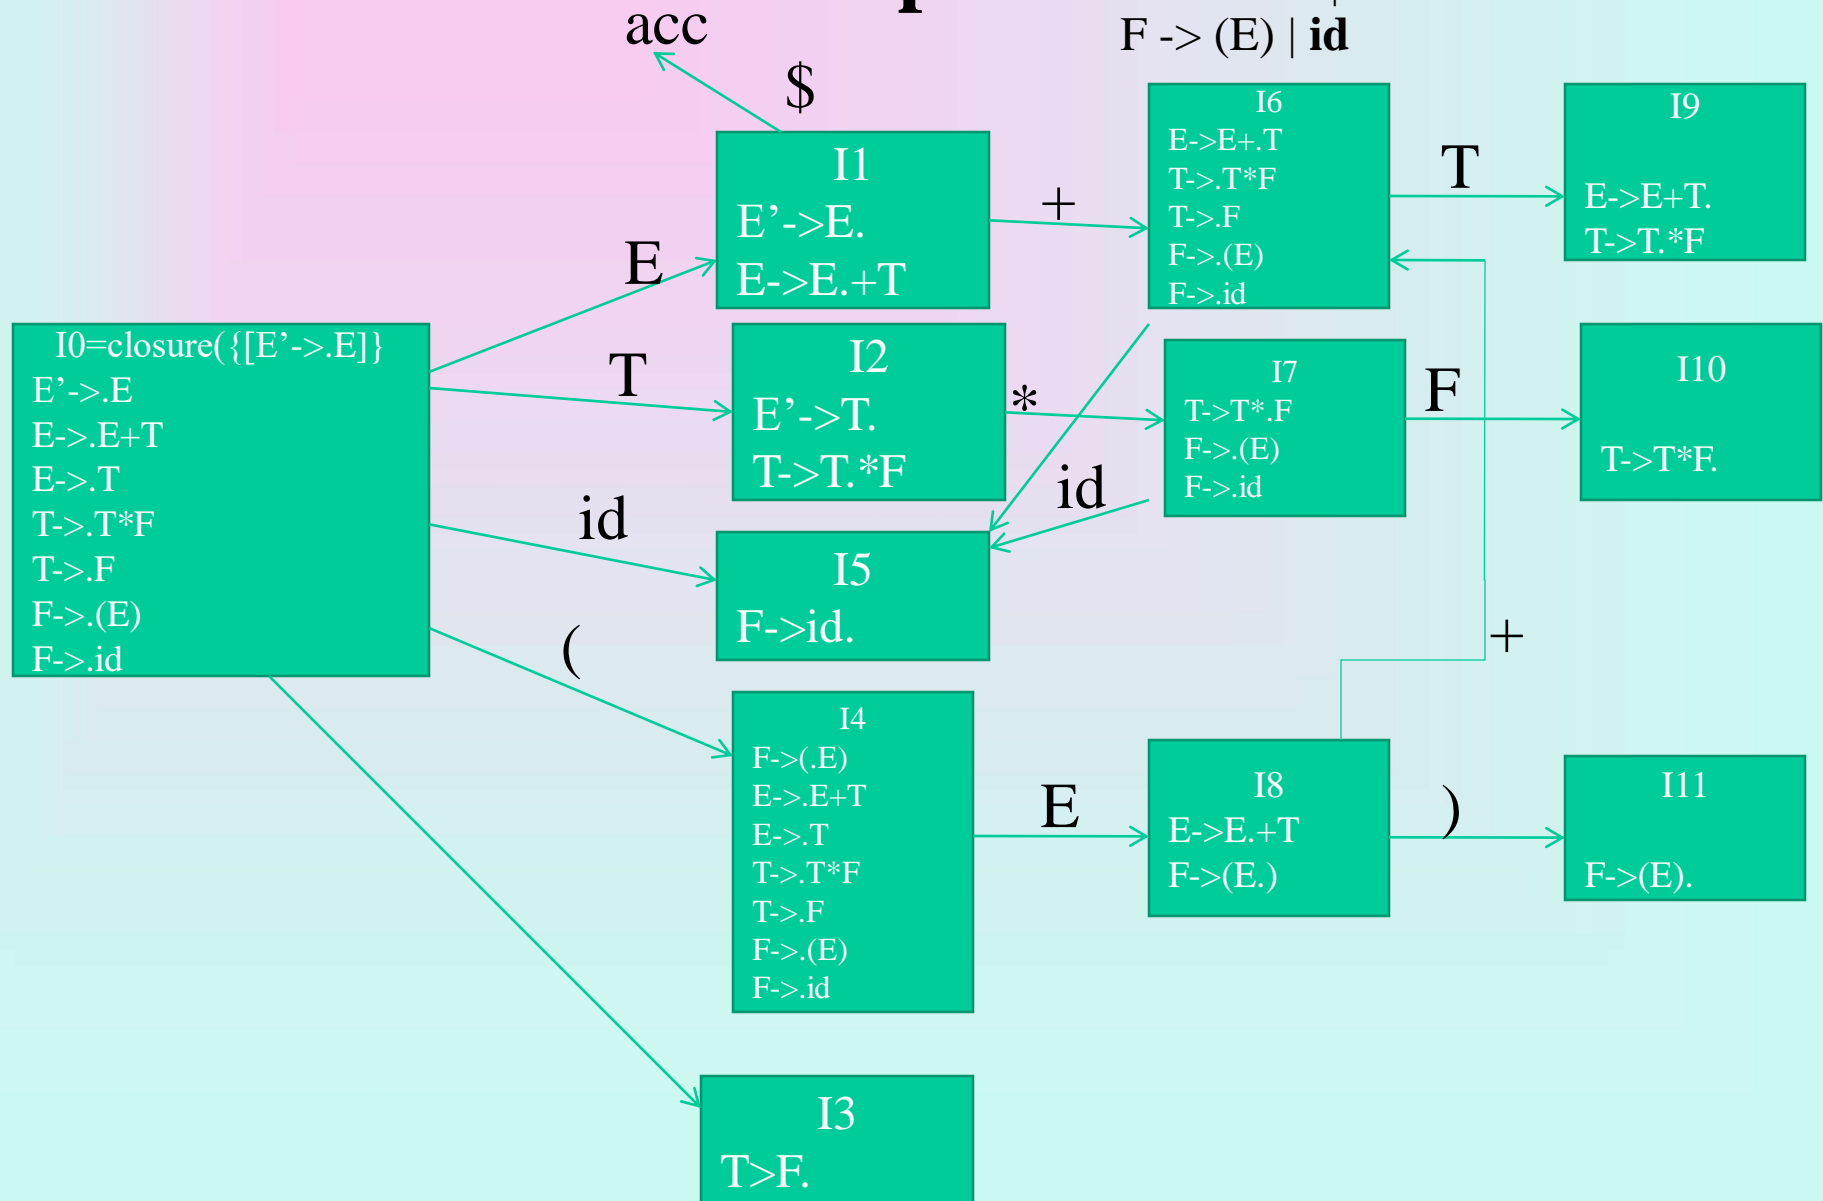 acc
F -> (E) | id
$
I6
E->E+.T
T->.T*F
T->.F
F->.(E)
F->.id
I9
E->E+T.
T->T.*F
T
I1
E’->E.
E->E.+T
+
E
I0=closure({[E’->.E]}
E’->.E
E->.E+T
E->.T
T->.T*F
T->.F
F->.(E)
F->.id
T
I2
E’->T.
T->T.*F
*
I7
T->T*.F
F->.(E)
F->.id
F
I10
T->T*F.
id
id
I5
F->id.
(
+
I4
F->(.E)
E->.E+T
E->.T
T->.T*F
T->.F
F->.(E)
F->.id
E
I8
E->E.+T
F->(E.)
)
I11
F->(E).
I3
T>F.